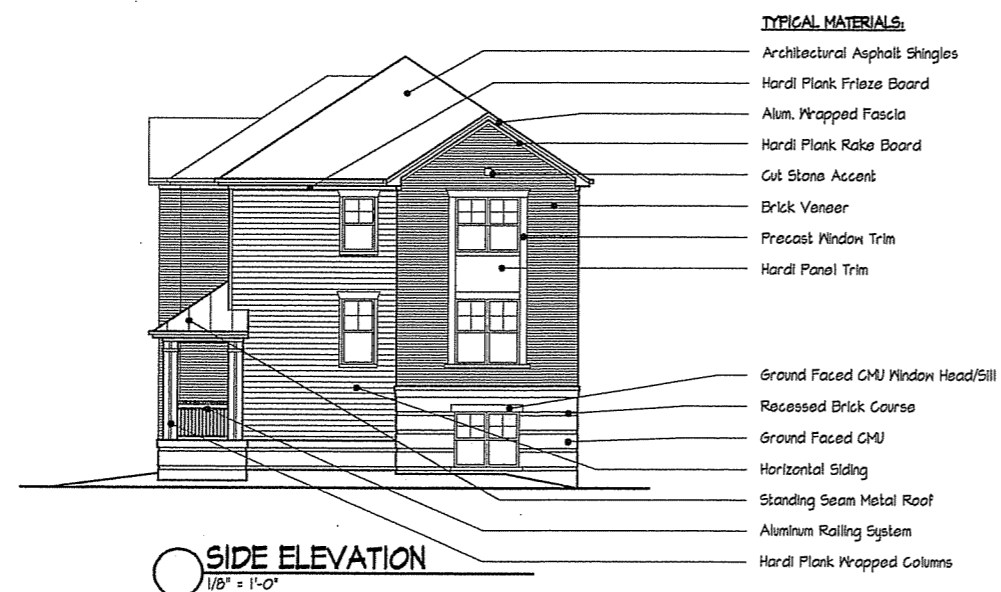 TYPICAL MATERIALS:
Architectural Asphalt Shingles
Hardi Plank Frieze Board
Alum. Wrapped Fascia
Hardi Plank Rake Board
Cut Stone Accent
Brick Veneer
Precast Window Trim
Hardi Panel Trim
Ground Faced CMU Window Head/Sill
Recessed Brick Course
Ground Faced CMU
Horizontal Siding
Standing Seam Metal Roof
Aluminum Railing System
Hardi Plank Wrapped Columns
SIDE ELEVATION
1/8" = 1'-0"